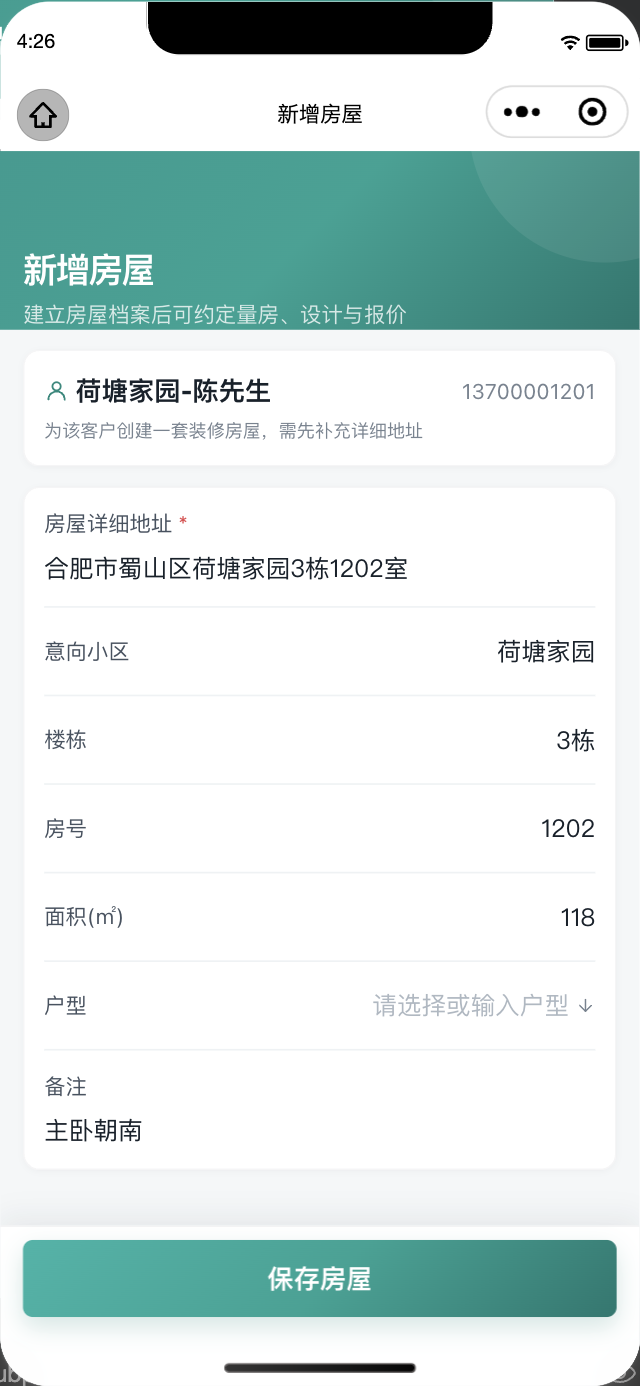 4:26
新增房屋
新增房屋
建立房屋档案后可约定量房、设计与报价
荷塘家园-陈先生 13700001201
为该客户创建一套装修房屋，需先补充详细地址
房屋详细地址 *
合肥市蜀山区荷塘家园3栋1202室
意向小区 荷塘家园
楼栋 3栋
房号 1202
面积(㎡) 118
户型 请选择或输入户型 ↓
备注
主卧朝南
保存房屋